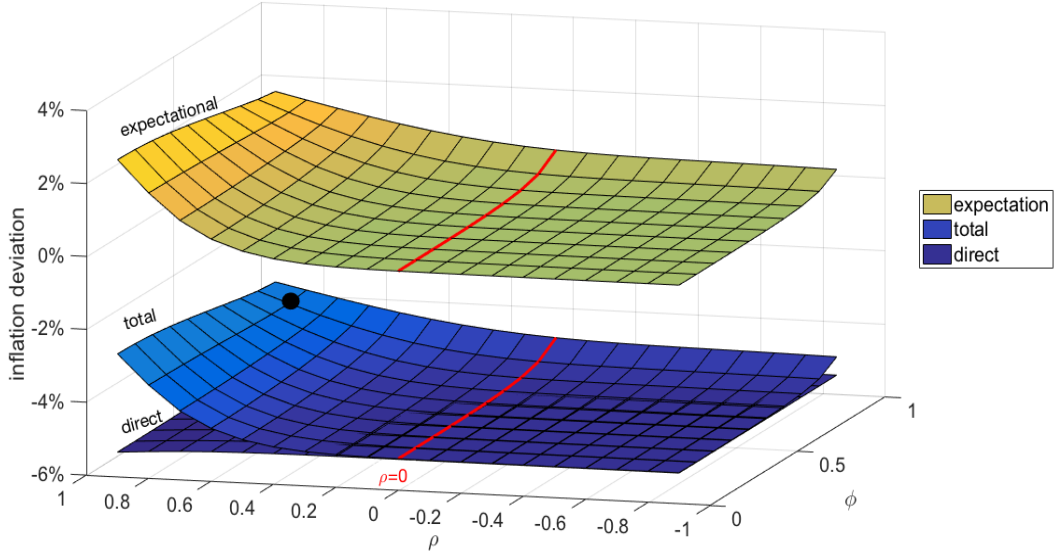 4%
2%
0%
-2%
-4%
-6%
inflation deviation
expectational
total
direct
ρ=0
1
0.8
0.6
0.4
0.2
0
-0.2
-0.4
-0.6
-0.8
-1
ρ
0
0.5
1
ϕ
expectation
total
direct